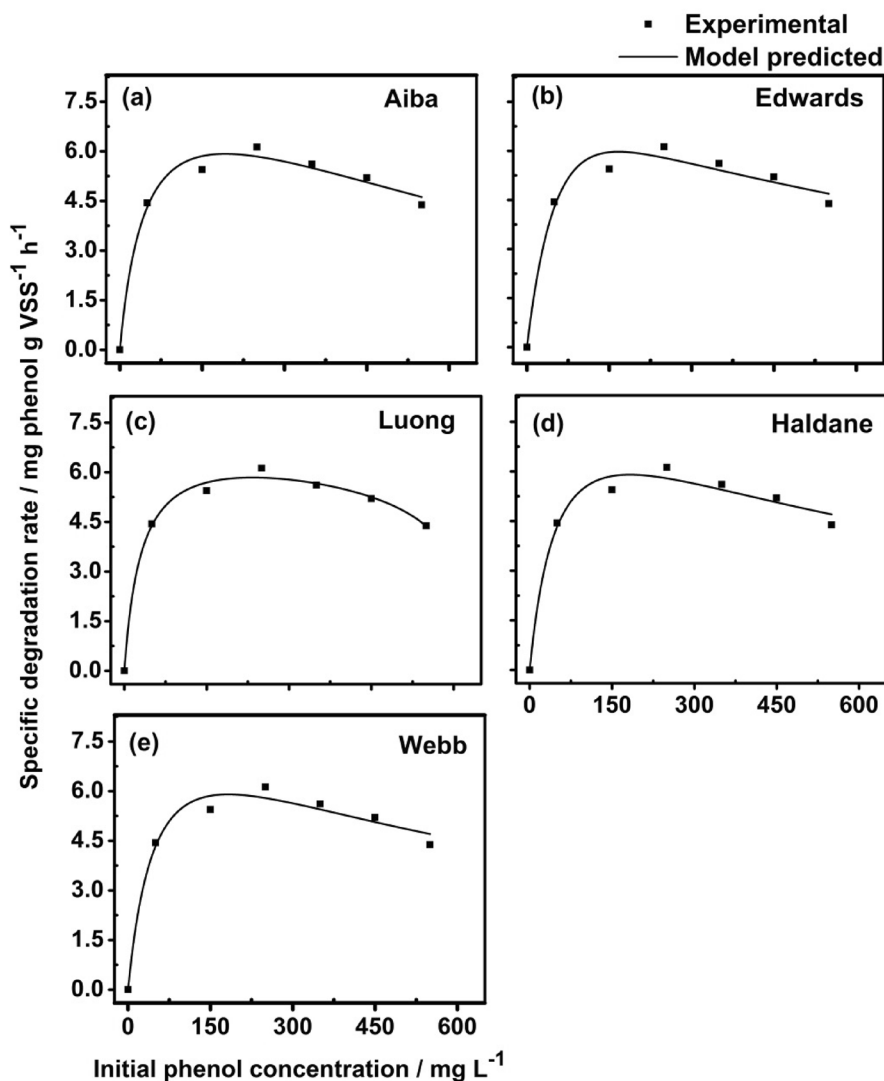 Experimental
Model predicted
(a) Aiba
(b) Edwards
7.5
6.0
4.5
3.0
1.5
0.0
(c) Luong
(d) Haldane
7.5
6.0
4.5
3.0
1.5
0.0
0 150 300 450 600
(e) Webb
7.5
6.0
4.5
3.0
1.5
0.0
0 150 300 450 600
Specific degradation rate / mg phenol g VSS⁻¹ h⁻¹
Initial phenol concentration / mg L⁻¹